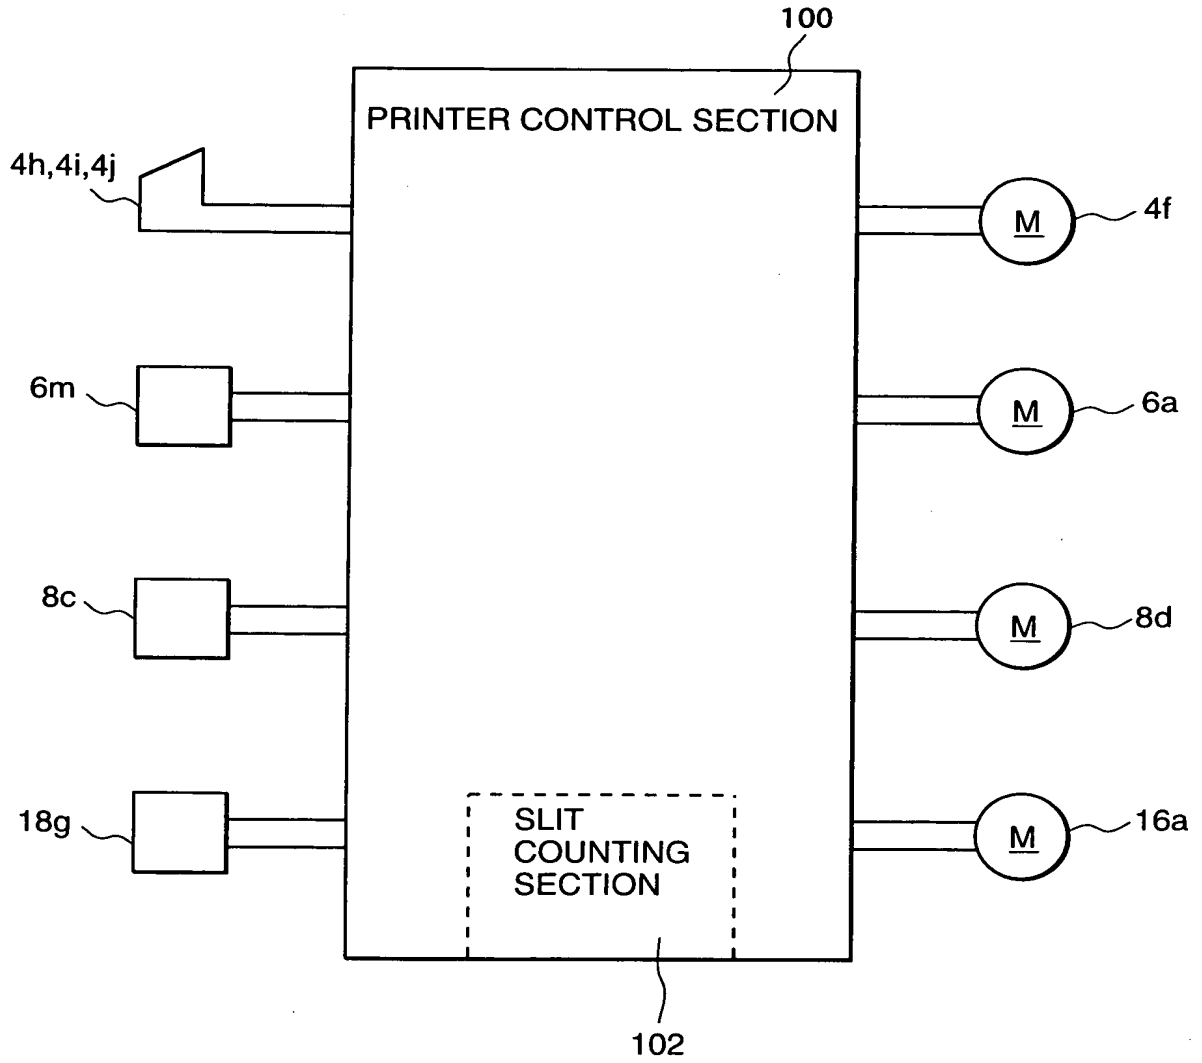 100
PRINTER CONTROL SECTION
4h,4i,4j
M
4f
6m
M
6a
8c
M
8d
18g
SLIT
COUNTING
SECTION
M
16a
102